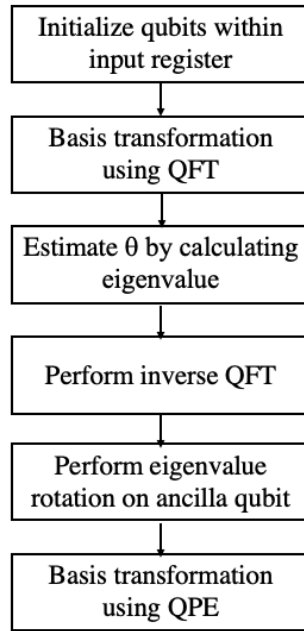 Initialize qubits within
input register
Basis transformation
using QFT
Estimate θ by calculating
eigenvalue
Perform inverse QFT
Perform eigenvalue
rotation on ancilla qubit
Basis transformation
using QPE